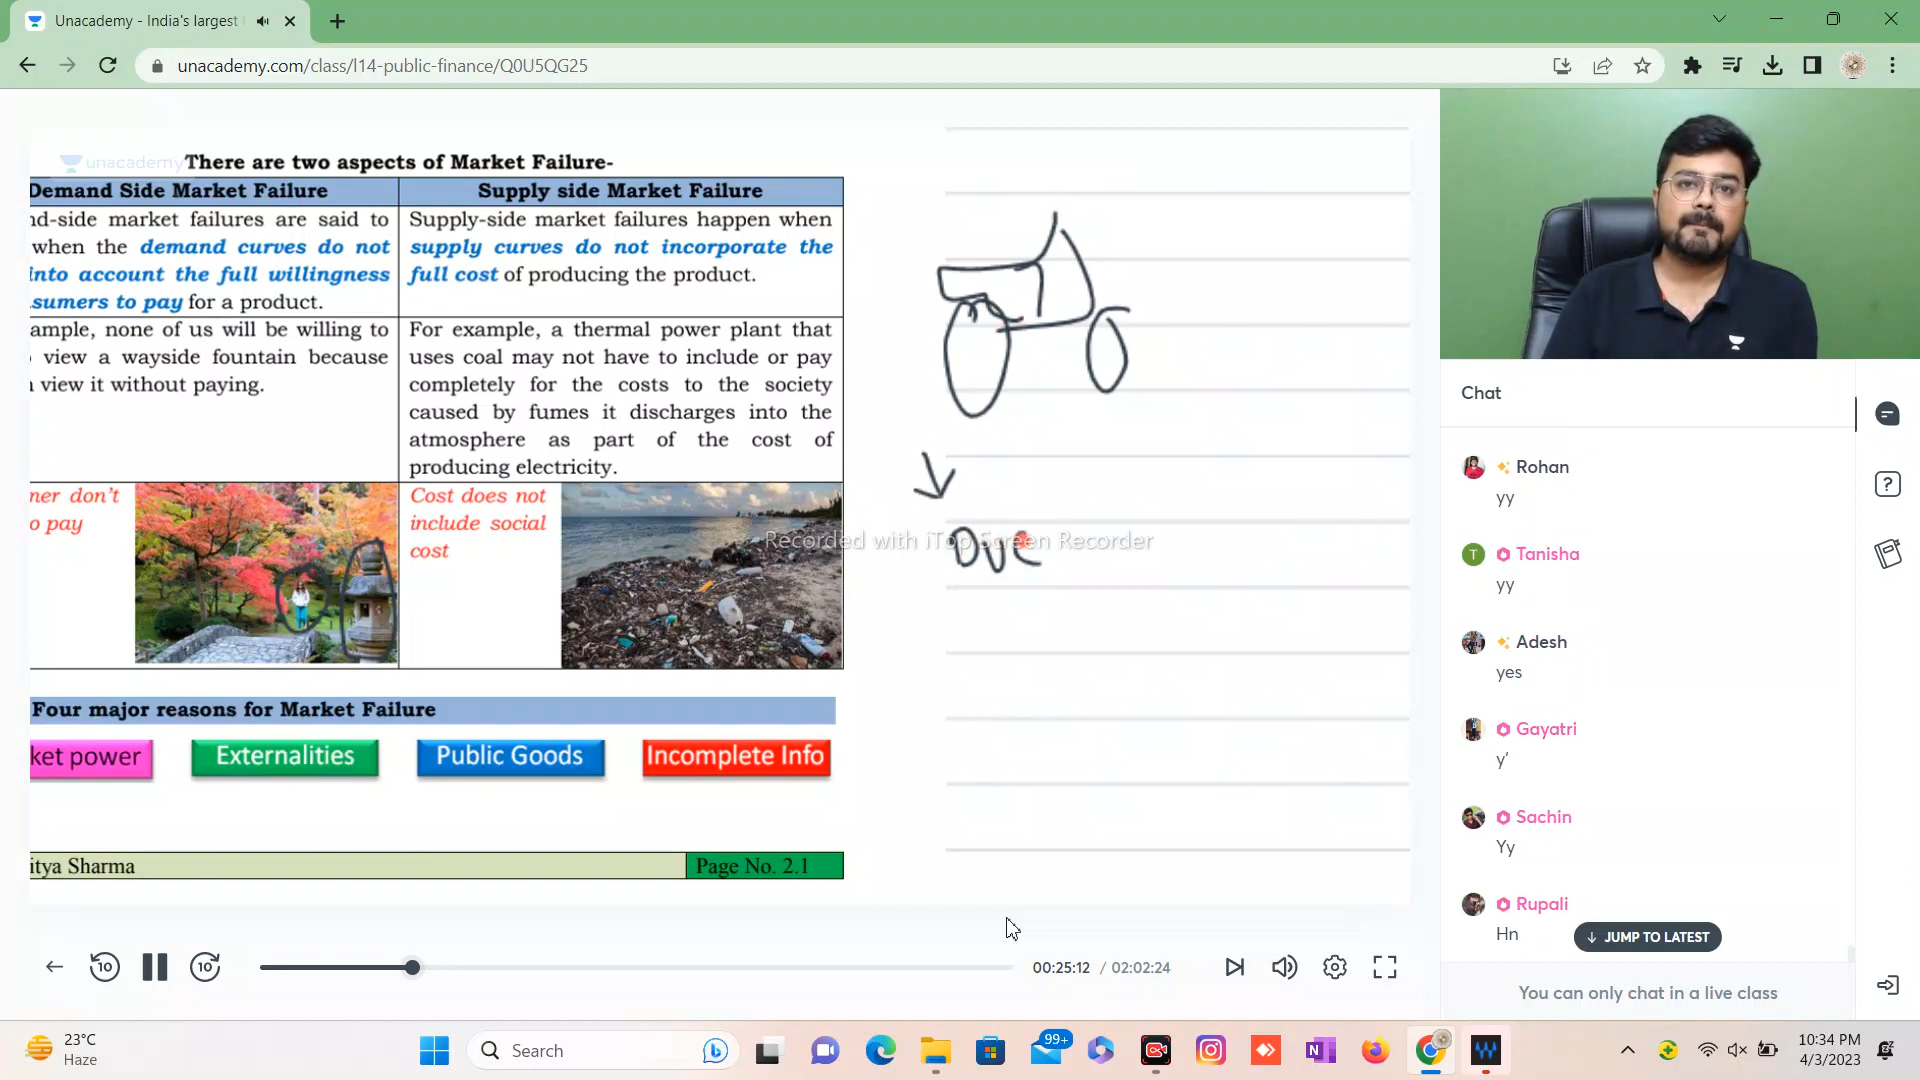 Unacademy - India's largest
unacademy.com/class/l14-public-finance/Q0U5QG25
unacademy
There are two aspects of Market Failure-
Demand Side Market Failure
Supply side Market Failure
nd-side market failures are said to
when the demand curves do not
into account the full willingness
sumers to pay for a product.
Supply-side market failures happen when
supply curves do not incorporate the
full cost of producing the product.
ample, none of us will be willing to
view a wayside fountain because
view it without paying.
For example, a thermal power plant that
uses coal may not have to include or pay
completely for the costs to the society
caused by fumes it discharges into the
atmosphere as part of the cost of
producing electricity.
ner don't
o pay
Cost does not
include social
cost
Four major reasons for Market Failure
ket power
Externalities
Public Goods
Incomplete Info
itya Sharma
Page No. 2.1
Recorded with iTop Screen Recorder
10
10
00:25:12 / 02:02:24
Chat
Rohan
yy
T
Tanisha
yy
Adesh
yes
Gayatri
y'
Sachin
Yy
Rupali
Hn
JUMP TO LATEST
You can only chat in a live class
23°C
Haze
Search
99+
10:34 PM
4/3/2023